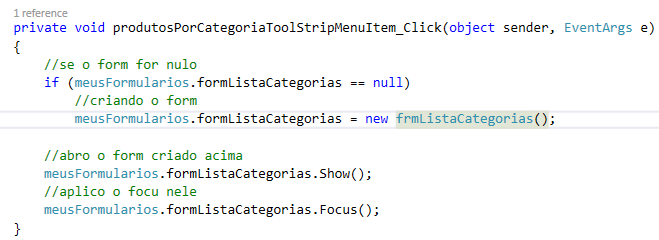 1 reference
private void produtosPorCategoriaToolStripMenuItem_Click(object sender, EventArgs e)
{
//se o form for nulo
if (meusFormularios.formListaCategorias == null)
//criando o form
meusFormularios.formListaCategorias = new frmListaCategorias();
//abro o form criado acima
meusFormularios.formListaCategorias.Show();
//aplico o focu nele
meusFormularios.formListaCategorias.Focus();
}